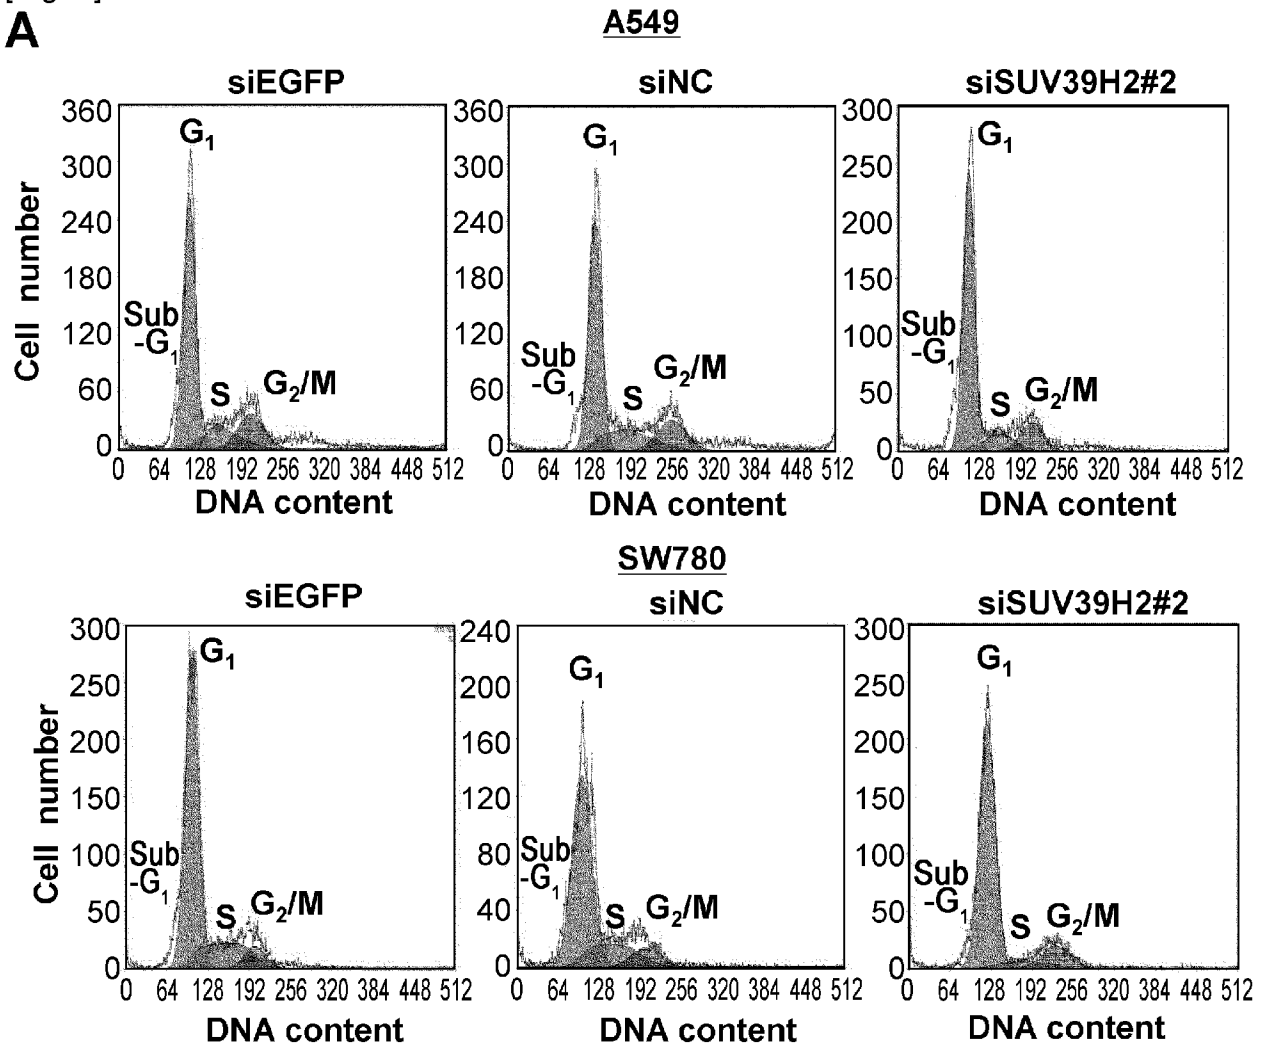 A
A549
siEGFP siNC siSUV39H2#2
360 360 300
G1 G1 G1
300 300 250
240 240 200
180 180 150
120 120 100
60 60 50
0 0 0
Cell number
Sub
-G1
S
G2/M
Sub
-G1
S
G2/M
Sub
-G1
S
G2/M
0 64 128 192 256 320 384 448 512
0 64 128 192 256 320 384 448 512
0 64 128 192 256 320 384 448 512
DNA content DNA content DNA content
SW780
siEGFP siNC siSUV39H2#2
300 240 300
G1 G1 G1
250 200 250
200 160 200
150 120 150
100 80 100
50 40 50
0 0 0
Cell number
Sub
-G1
S
G2/M
Sub
-G1
S
G2/M
Sub
-G1
S
G2/M
0 64 128 192 256 320 384 448 512
0 64 128 192 256 320 384 448 512
0 64 128 192 256 320 384 448 512
DNA content DNA content DNA content